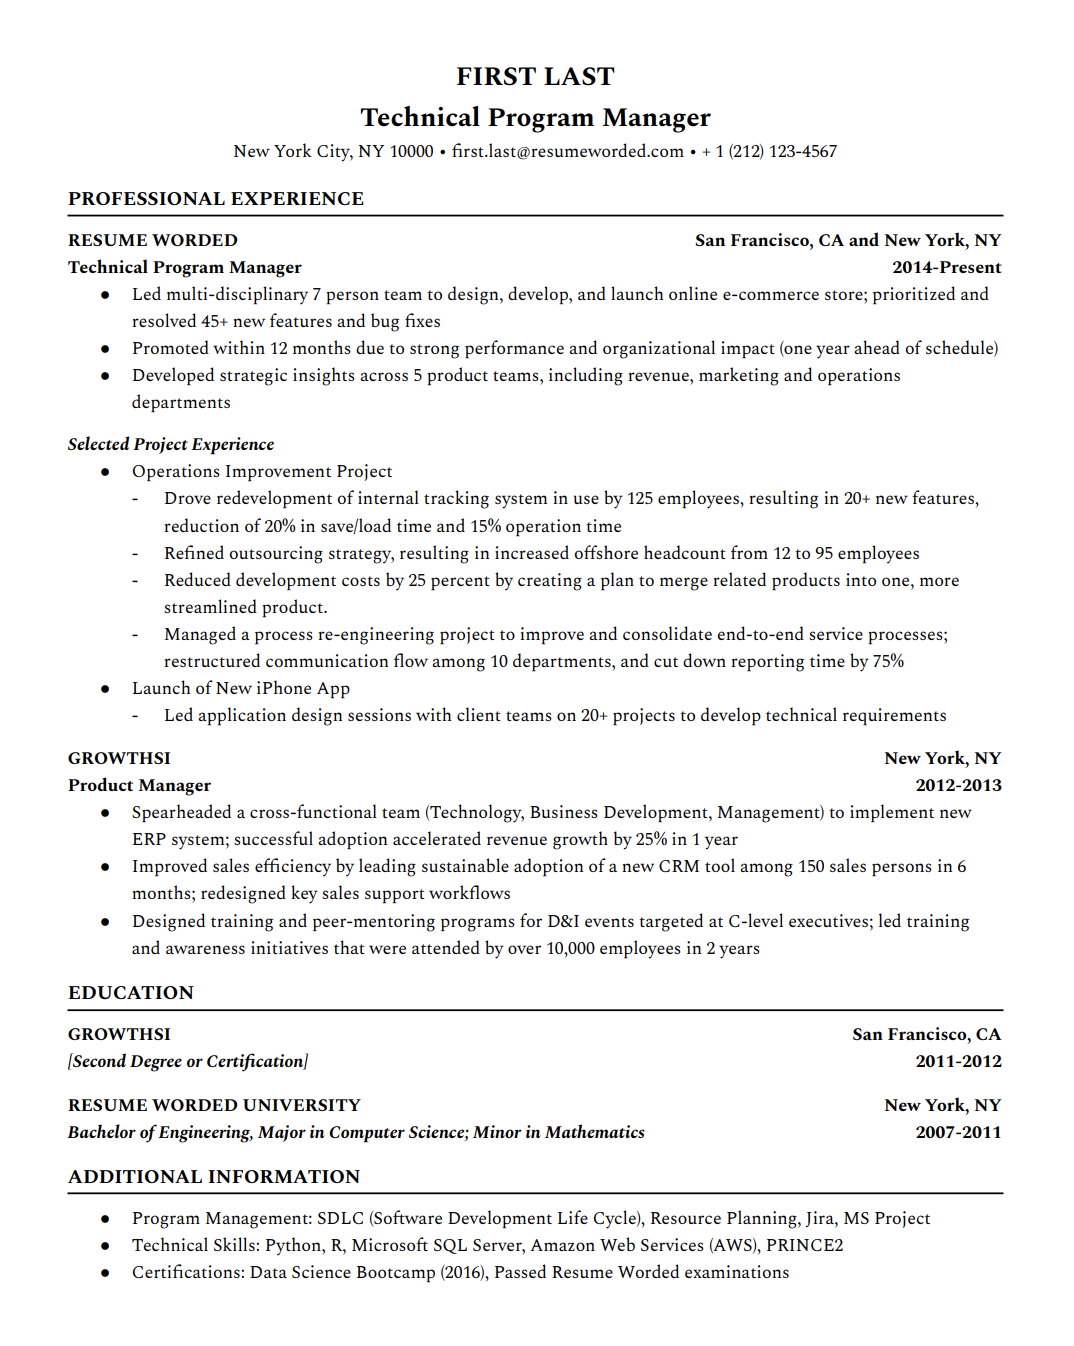 FIRST LAST
Technical Program Manager
New York City, NY 10000 • first.last@resumeworded.com • + 1 (212) 123-4567
PROFESSIONAL EXPERIENCE
RESUME WORDED San Francisco, CA and New York, NY
Technical Program Manager 2014-Present
● Led multi-disciplinary 7 person team to design, develop, and launch online e-commerce store; prioritized and
resolved 45+ new features and bug fixes
● Promoted within 12 months due to strong performance and organizational impact (one year ahead of schedule)
● Developed strategic insights across 5 product teams, including revenue, marketing and operations
departments
Selected Project Experience
● Operations Improvement Project
- Drove redevelopment of internal tracking system in use by 125 employees, resulting in 20+ new features,
reduction of 20% in save/load time and 15% operation time
- Refined outsourcing strategy, resulting in increased offshore headcount from 12 to 95 employees
- Reduced development costs by 25 percent by creating a plan to merge related products into one, more
streamlined product.
- Managed a process re-engineering project to improve and consolidate end-to-end service processes;
restructured communication flow among 10 departments, and cut down reporting time by 75%
● Launch of New iPhone App
- Led application design sessions with client teams on 20+ projects to develop technical requirements
GROWTHSI New York, NY
Product Manager 2012-2013
● Spearheaded a cross-functional team (Technology, Business Development, Management) to implement new
ERP system; successful adoption accelerated revenue growth by 25% in 1 year
● Improved sales efficiency by leading sustainable adoption of a new CRM tool among 150 sales persons in 6
months; redesigned key sales support workflows
● Designed training and peer-mentoring programs for D&I events targeted at C-level executives; led training
and awareness initiatives that were attended by over 10,000 employees in 2 years
EDUCATION
GROWTHSI San Francisco, CA
[Second Degree or Certification] 2011-2012
RESUME WORDED UNIVERSITY New York, NY
Bachelor of Engineering, Major in Computer Science; Minor in Mathematics 2007-2011
ADDITIONAL INFORMATION
● Program Management: SDLC (Software Development Life Cycle), Resource Planning, Jira, MS Project
● Technical Skills: Python, R, Microsoft SQL Server, Amazon Web Services (AWS), PRINCE2
● Certifications: Data Science Bootcamp (2016), Passed Resume Worded examinations